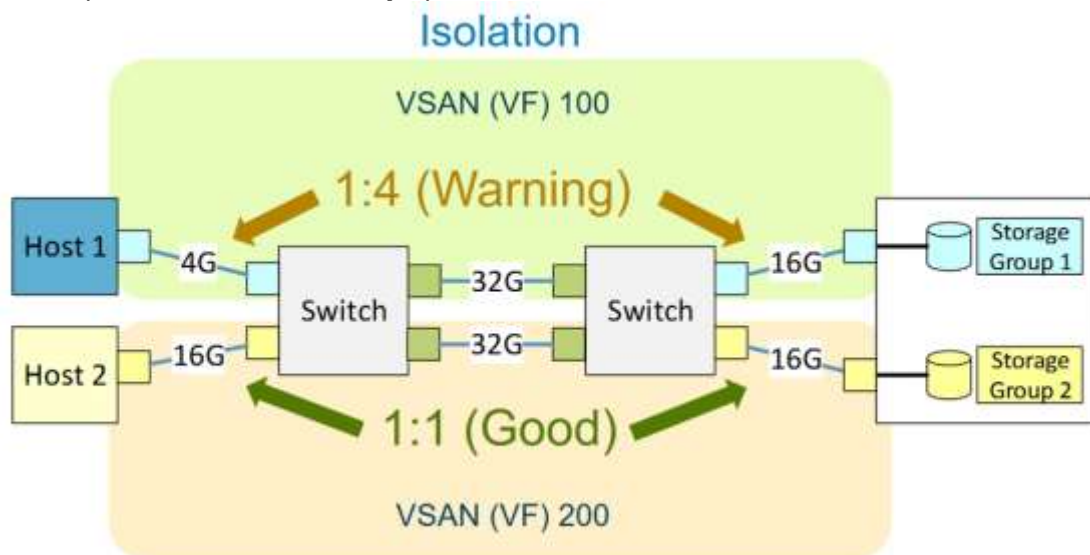 Isolation
VSAN (VF) 100
1:4 (Warning)
Host 1
4G
Switch
32G
Switch
16G
Storage
Group 1
Host 2
16G
32G
16G
Storage
Group 2
1:1 (Good)
VSAN (VF) 200